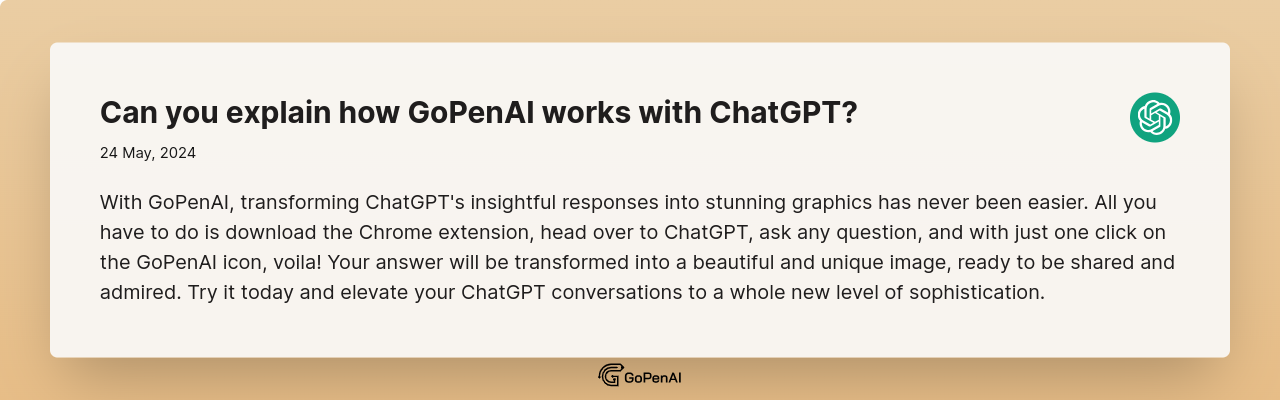 Can you explain how GoPenAI works with ChatGPT?
24 May, 2024
With GoPenAI, transforming ChatGPT's insightful responses into stunning graphics has never been easier. All you
have to do is download the Chrome extension, head over to ChatGPT, ask any question, and with just one click on
the GoPenAI icon, voila! Your answer will be transformed into a beautiful and unique image, ready to be shared and
admired. Try it today and elevate your ChatGPT conversations to a whole new level of sophistication.
GoPenAI